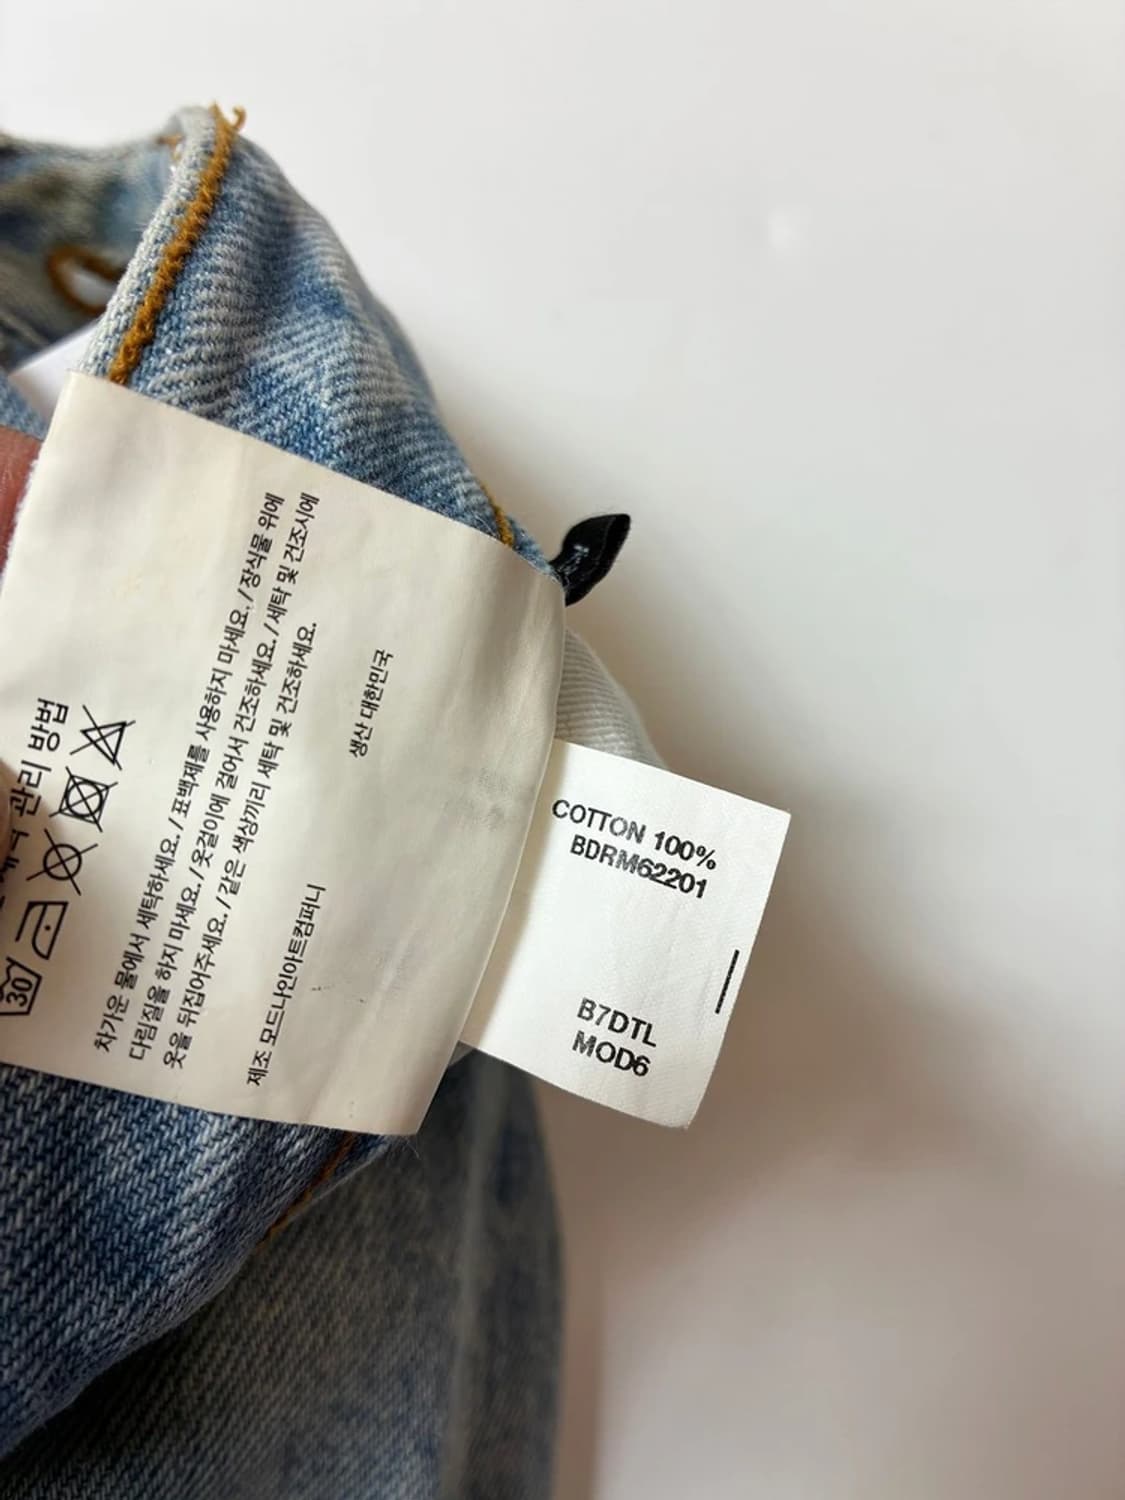 관리 방법
30
차가운 물에서 세탁하세요. / 표백제를 사용하지 마세요. / 장식물 위에
다림질을 하지 마세요. / 옷걸이에 걸어서 건조하세요. / 세탁 및 건조시에
옷을 뒤집어주세요. / 같은 색상끼리 세탁 및 건조하세요.
제조 모드나인아트컴퍼니
생산 대한민국
COTTON 100%
BDRM62201
B7DTL
MOD6